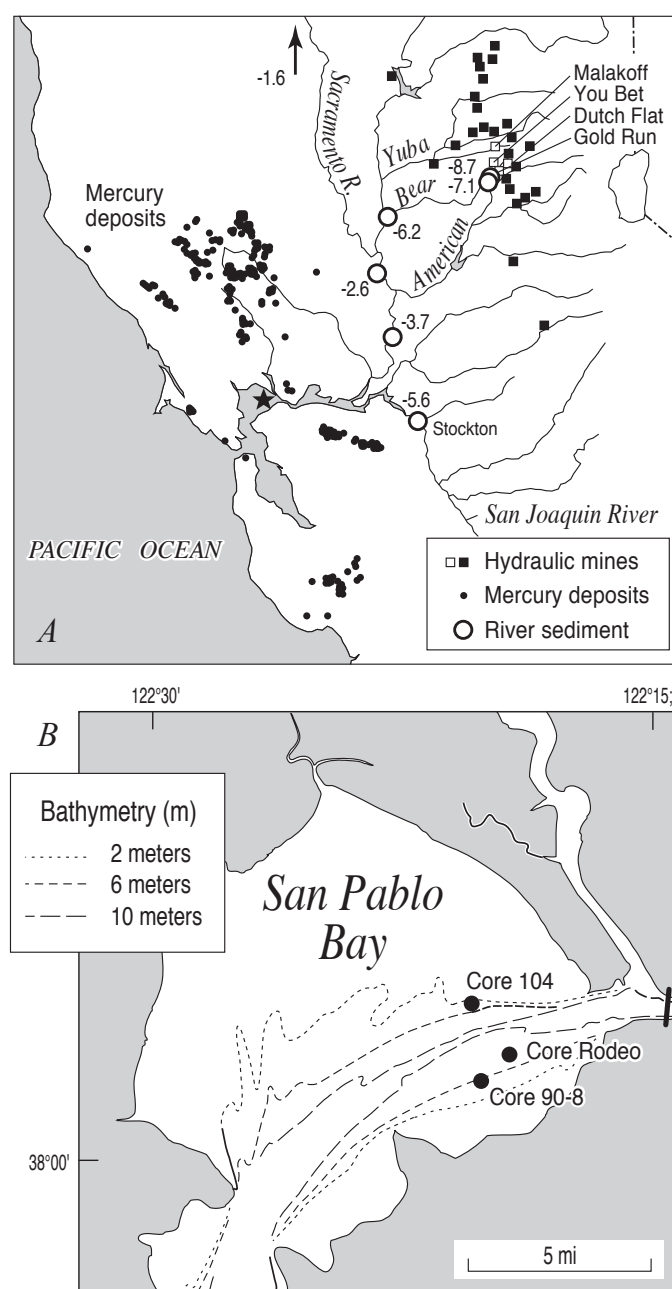 -1.6
Sacramento R.
Malakoff
You Bet
Dutch Flat
Gold Run
Yuba
-8.7
-7.1
Bear
Mercury
deposits
-6.2
American
-2.6
-3.7
-5.6
Stockton
San Joaquin River
PACIFIC OCEAN
Hydraulic mines
Mercury deposits
River sediment
A
122°30'
122°15;
B
Bathymetry (m)
2 meters
6 meters
10 meters
San Pablo
Bay
Core 104
Core Rodeo
Core 90-8
38°00'
5 mi